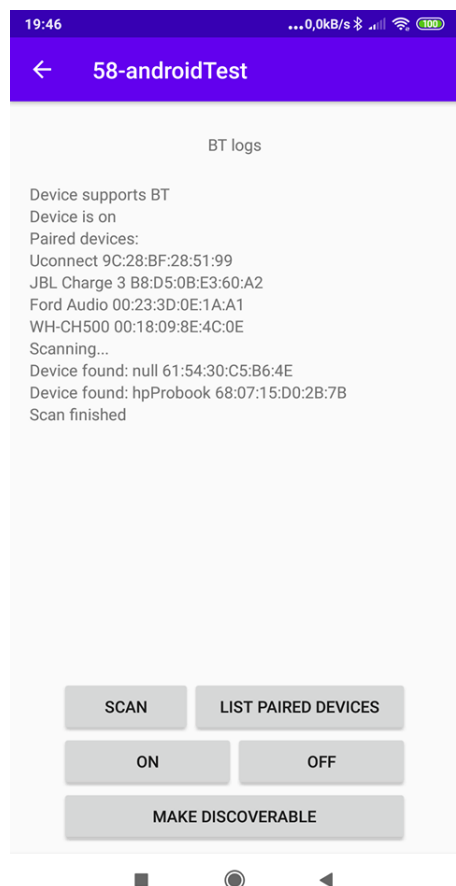 19:46
...0,0kB/s 100
58-androidTest
BT logs
Device supports BT
Device is on
Paired devices:
Uconnect 9C:28:BF:28:51:99
JBL Charge 3 B8:D5:0B:E3:60:A2
Ford Audio 00:23:3D:0E:1A:A1
WH-CH500 00:18:09:8E:4C:0E
Scanning...
Device found: null 61:54:30:C5:B6:4E
Device found: hpProbook 68:07:15:D0:2B:7B
Scan finished
SCAN LIST PAIRED DEVICES
ON OFF
MAKE DISCOVERABLE